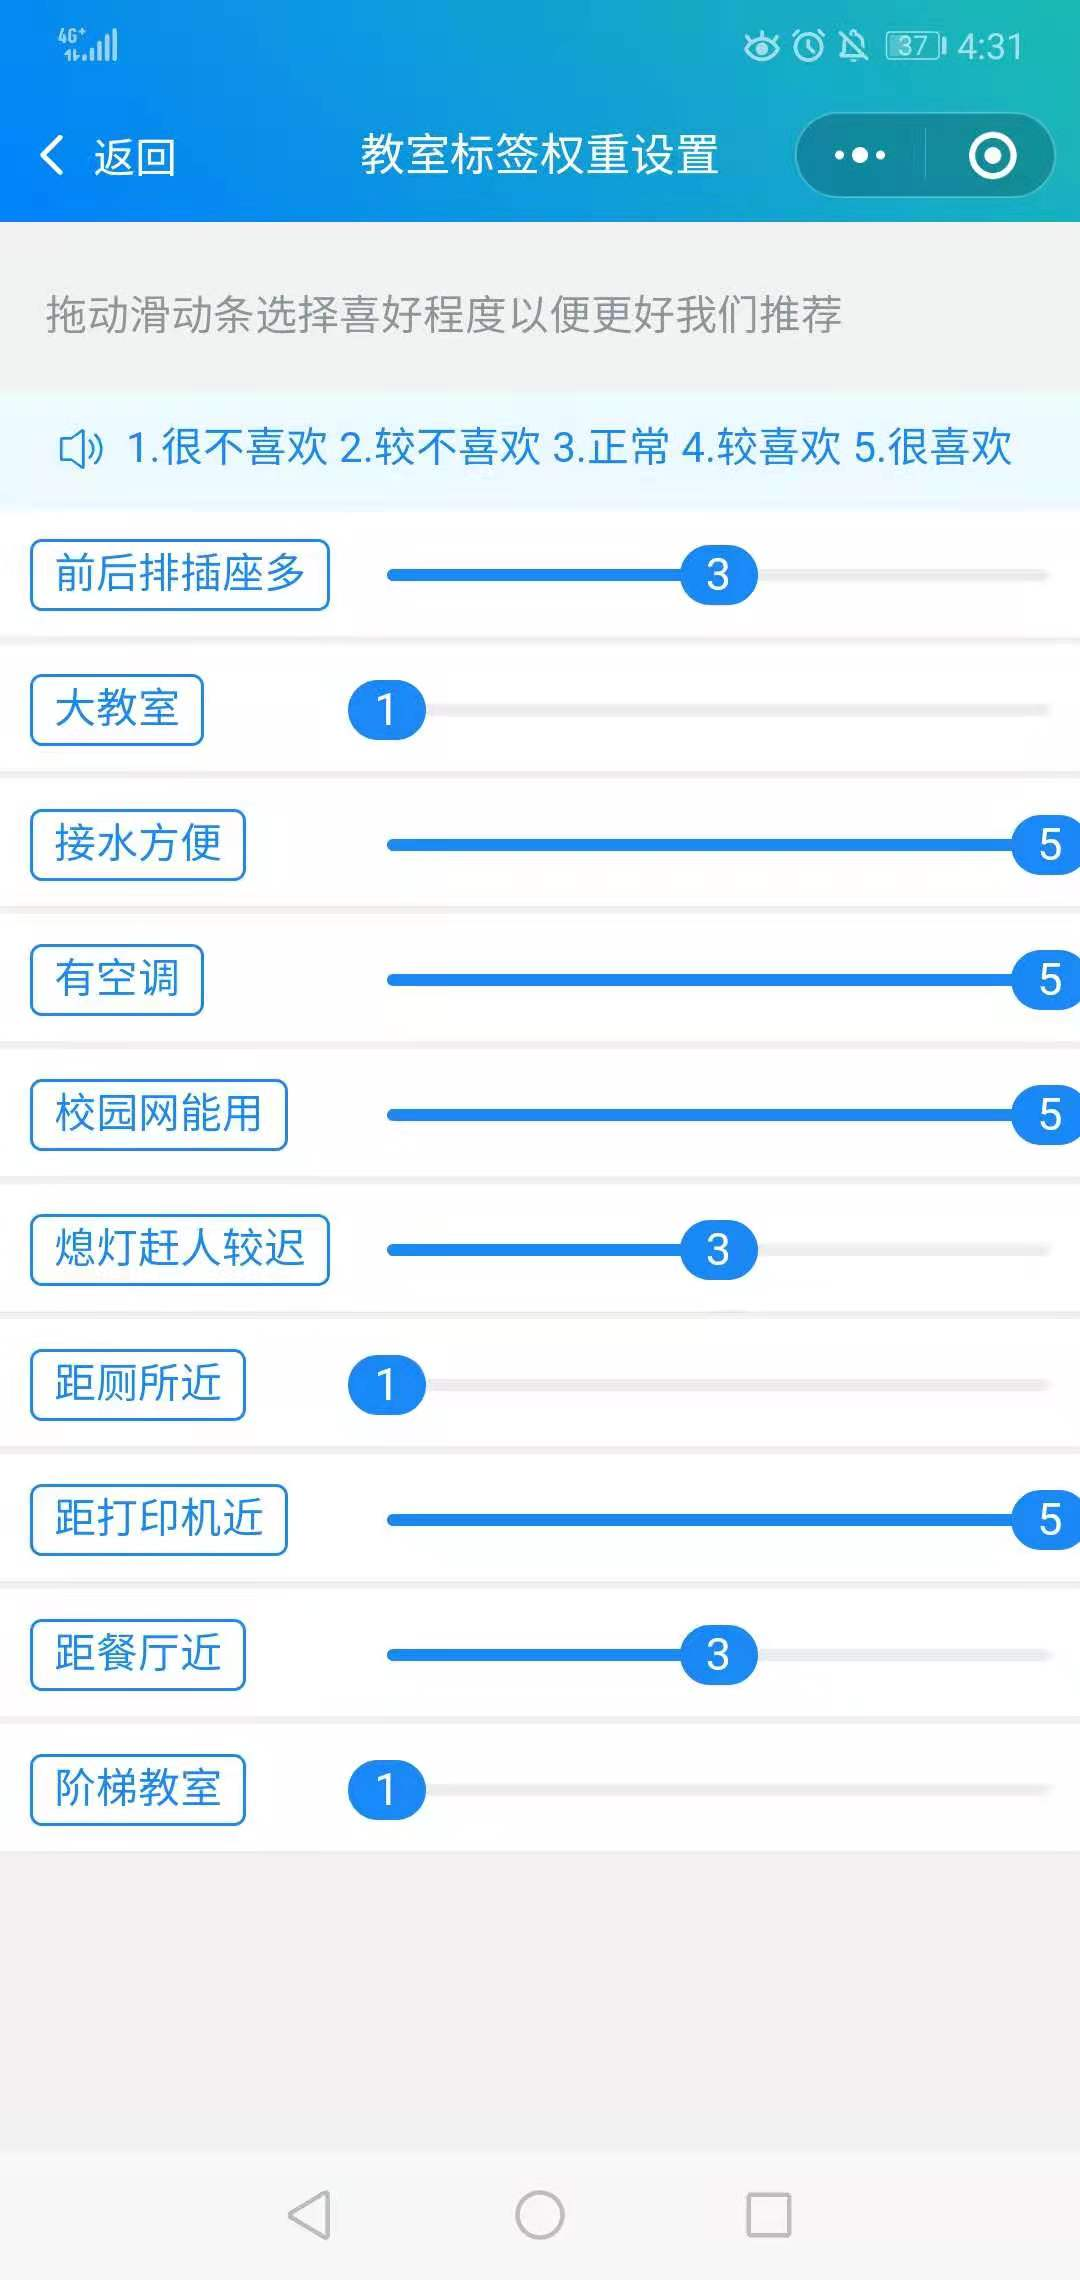 4G+ 37 4:31
返回 教室标签权重设置
拖动滑动条选择喜好程度以便更好我们推荐
1.很不喜欢 2.较不喜欢 3.正常 4.较喜欢 5.很喜欢
前后排插座多 3
大教室 1
接水方便 5
有空调 5
校园网能用 5
熄灯赶人较迟 3
距厕所近 1
距打印机近 5
距餐厅近 3
阶梯教室 1